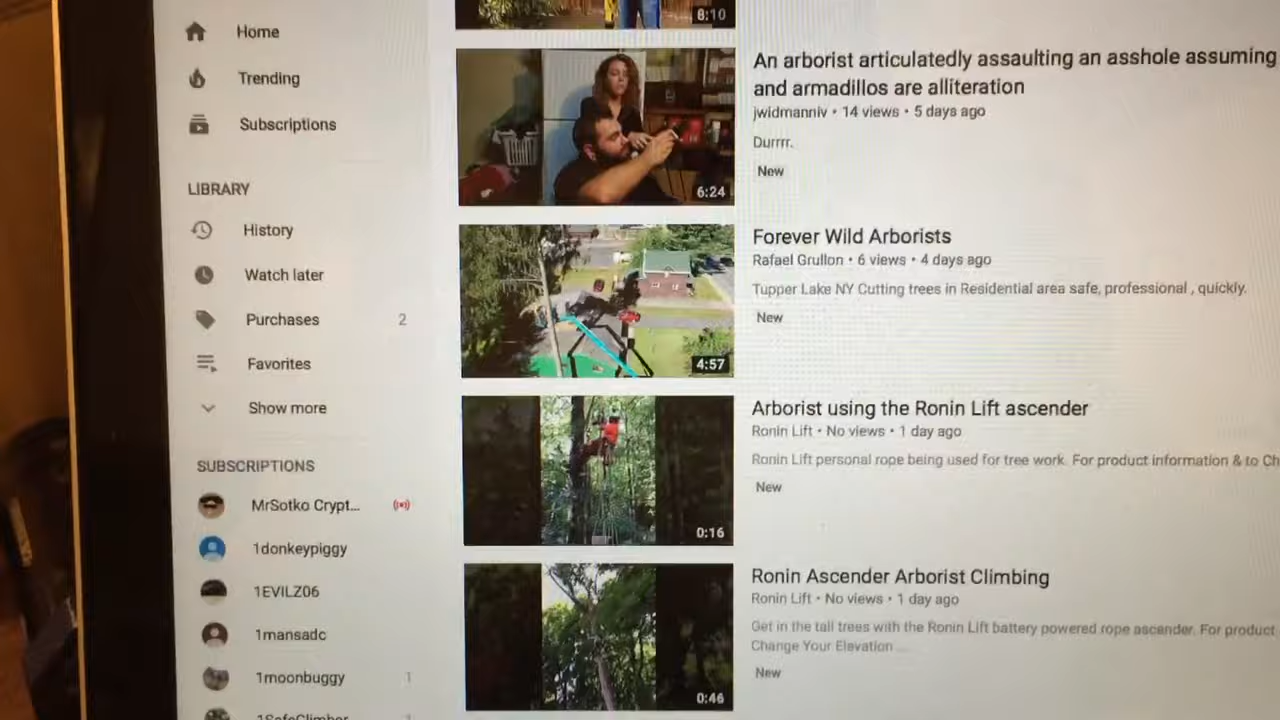 Home
Trending
Subscriptions
LIBRARY
History
Watch later
Purchases 2
Favorites
Show more
SUBSCRIPTIONS
MrSotko Crypt...
1donkeypiggy
1EVILZ06
1mansadc
1moonbuggy 1
8:10
6:24
An arborist articulatedly assaulting an asshole assuming
and armadillos are alliteration
jwidmanniv • 14 views • 5 days ago
Durrrr.
New
4:57
Forever Wild Arborists
Rafael Grullon • 6 views • 4 days ago
Tupper Lake NY Cutting trees in Residential area safe, professional , quickly.
New
0:16
Arborist using the Ronin Lift ascender
Ronin Lift • No views • 1 day ago
Ronin Lift personal rope being used for tree work. For product information & to Ch
New
0:46
Ronin Ascender Arborist Climbing
Ronin Lift • No views • 1 day ago
Get in the tall trees with the Ronin Lift battery powered rope ascender. For product
Change Your Elevation ...
New